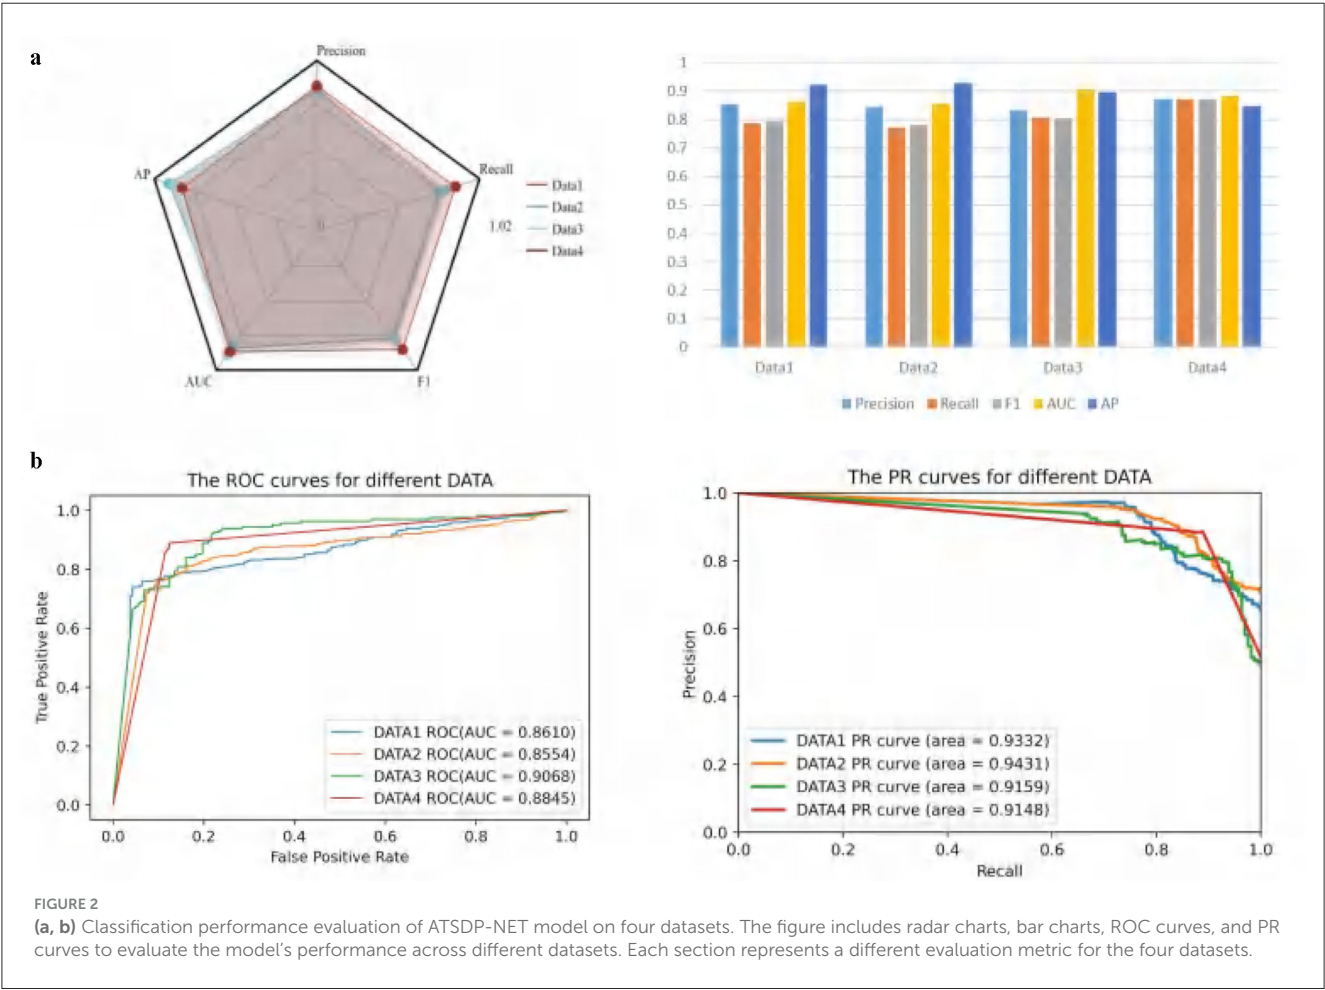 a
Precision
AP
Recall
0
1.02
AUC
F1
Data1
Data2
Data3
Data4
1
0.9
0.8
0.7
0.6
0.5
0.4
0.3
0.2
0.1
0
Data1 Data2 Data3 Data4
Precision Recall F1 AUC AP
b
The ROC curves for different DATA
True Positive Rate
1.0
0.8
0.6
0.4
0.2
0.0
DATA1 ROC(AUC = 0.8610)
DATA2 ROC(AUC = 0.8554)
DATA3 ROC(AUC = 0.9068)
DATA4 ROC(AUC = 0.8845)
0.0 0.2 0.4 0.6 0.8 1.0
False Positive Rate
The PR curves for different DATA
Precision
1.0
0.8
0.6
0.4
0.2
0.0
DATA1 PR curve (area = 0.9332)
DATA2 PR curve (area = 0.9431)
DATA3 PR curve (area = 0.9159)
DATA4 PR curve (area = 0.9148)
0.0 0.2 0.4 0.6 0.8 1.0
Recall
FIGURE 2
(a, b) Classification performance evaluation of ATSDP-NET model on four datasets. The figure includes radar charts, bar charts, ROC curves, and PR
curves to evaluate the model's performance across different datasets. Each section represents a different evaluation metric for the four datasets.